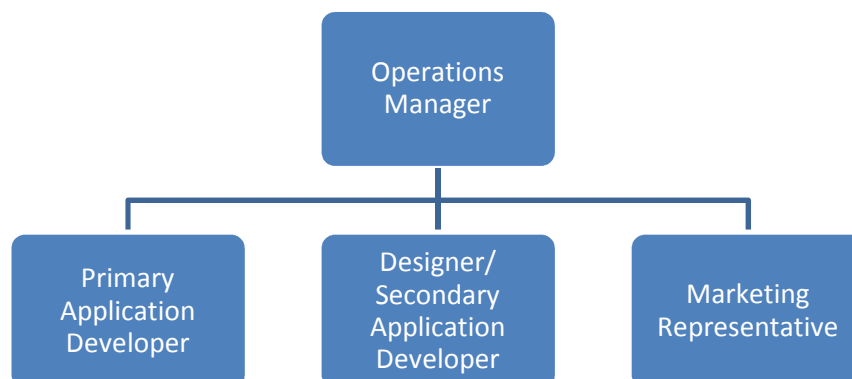 Operations
Manager
Primary
Application
Developer
Designer/
Secondary
Application
Developer
Marketing
Representative